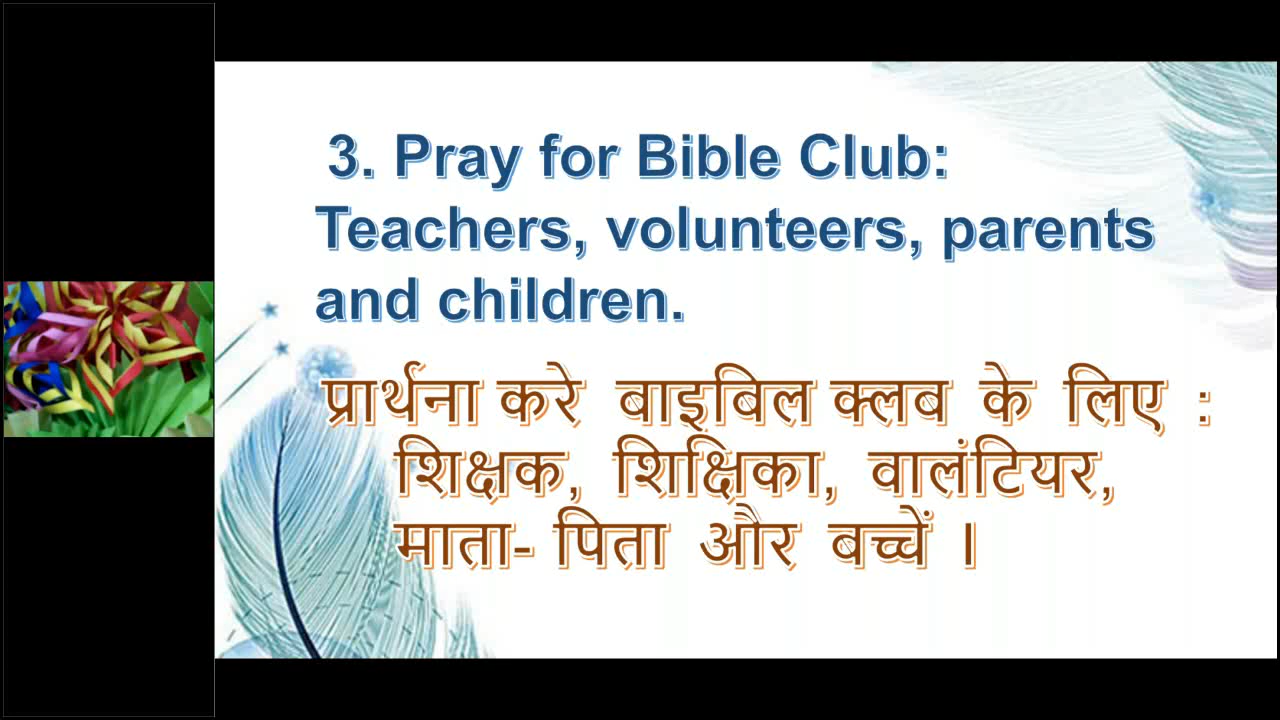 3. Pray for Bible Club:
Teachers, volunteers, parents
and children.
प्रार्थना करे बाइबिल क्लब के लिए :
शिक्षक, शिक्षिका, वालंटियर,
माता- पिता और बच्चें ।